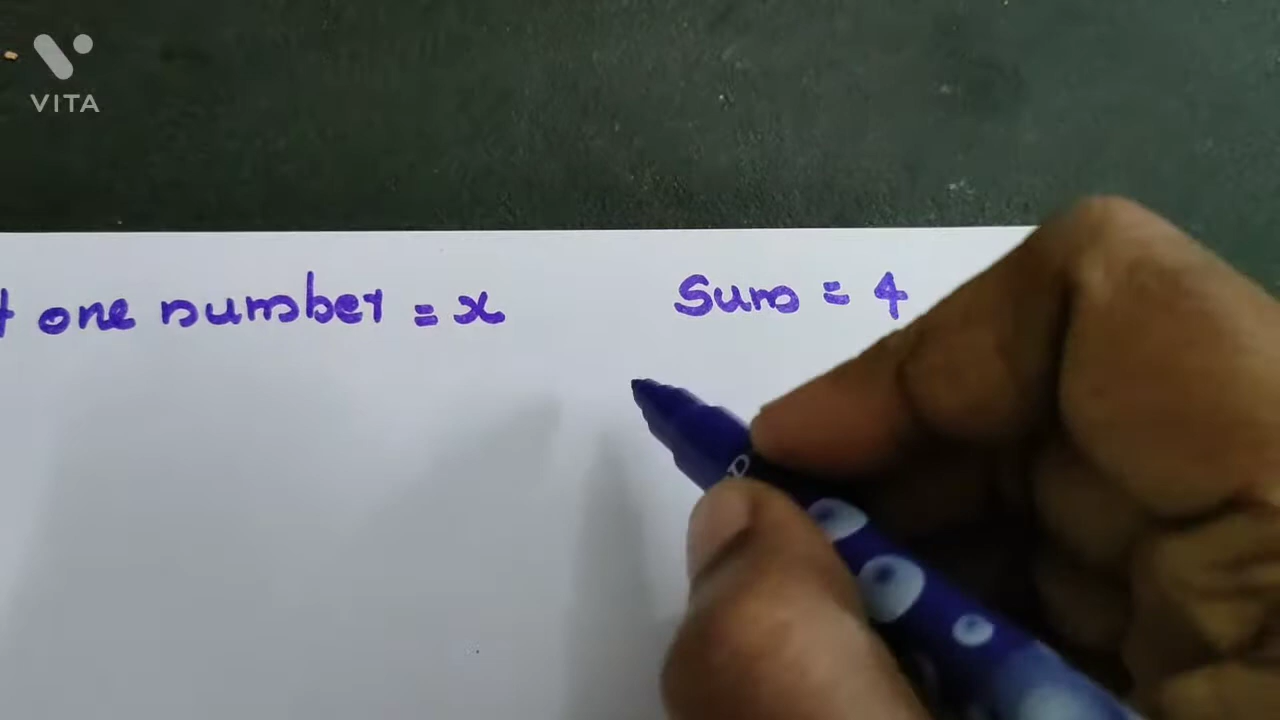 VITA
one number = x Sum = 4